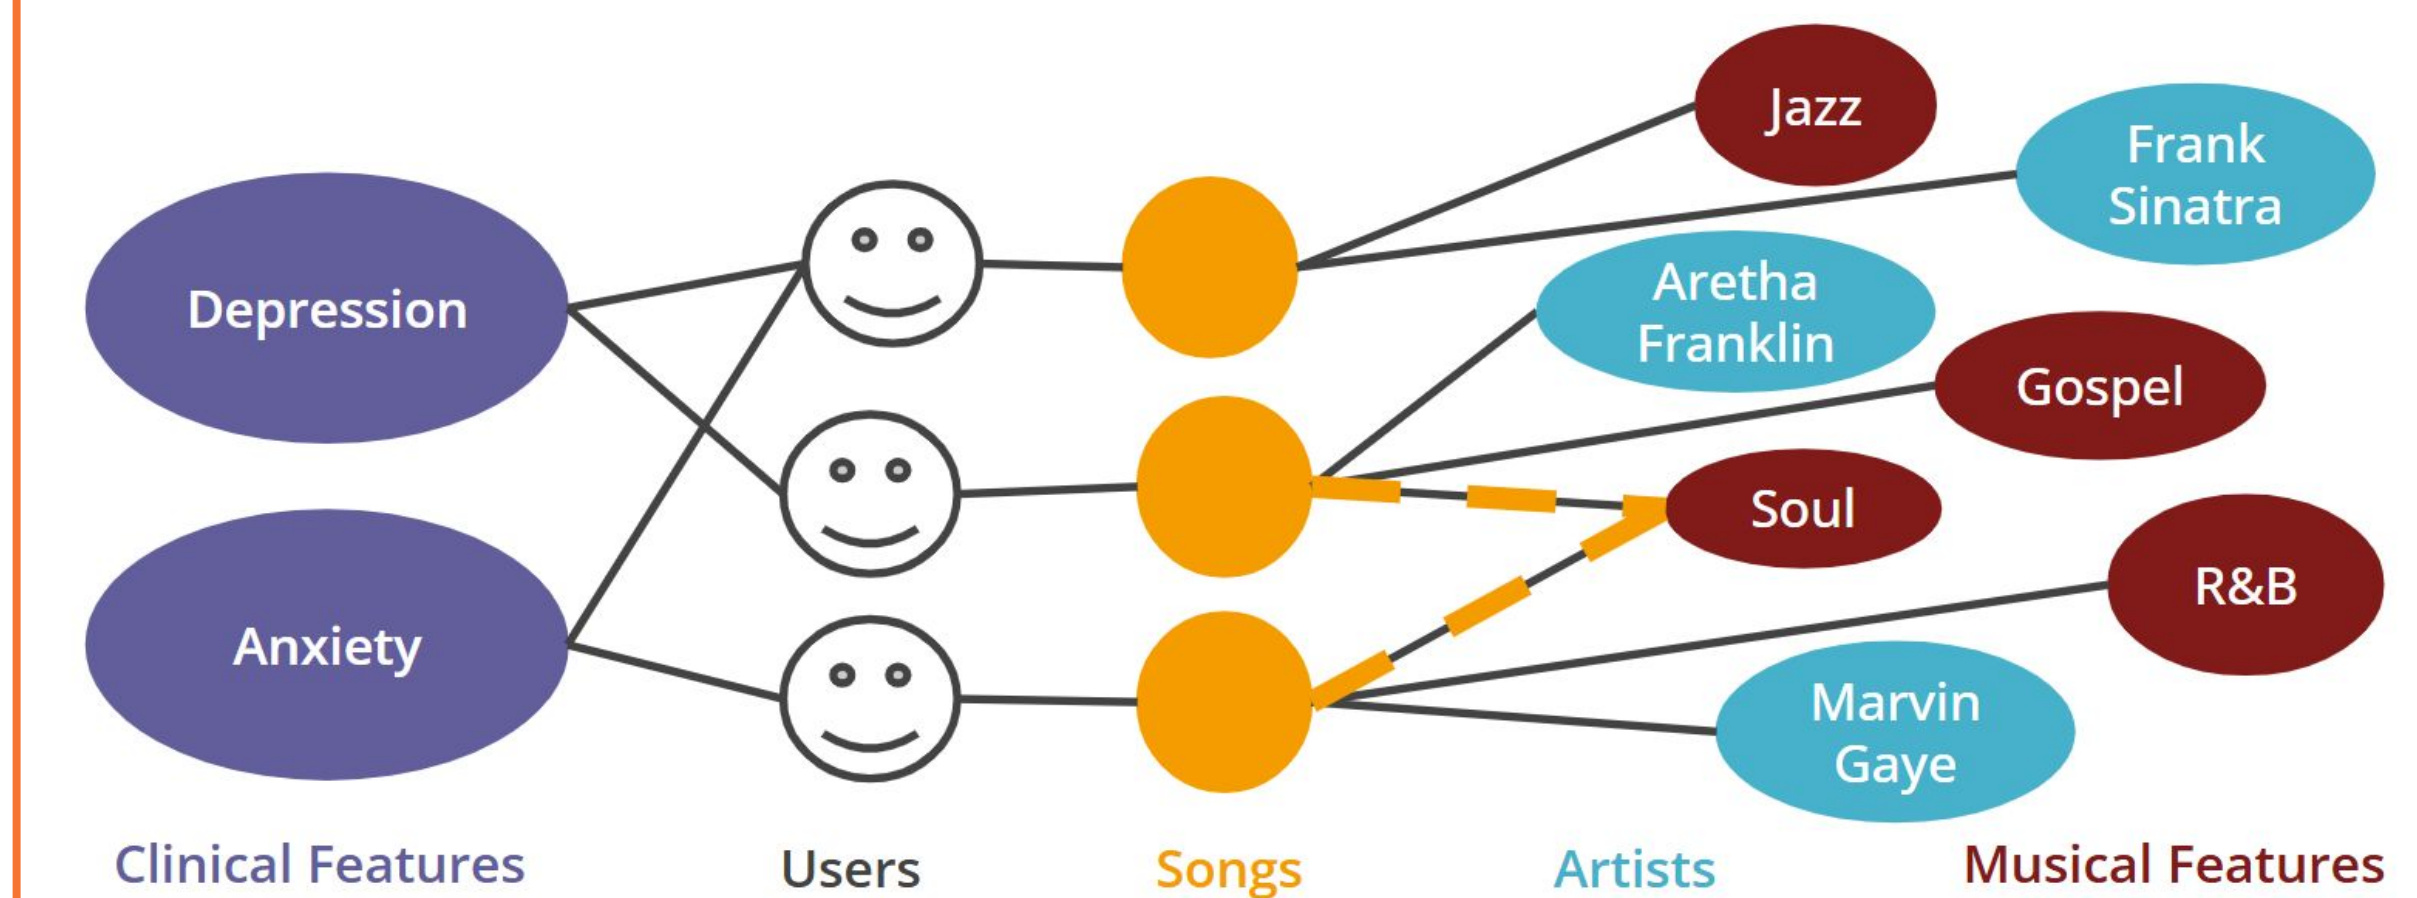 Jazz
Frank
Sinatra
Aretha
Franklin
Depression
Gospel
Soul
R&B
Anxiety
Marvin
Gaye
Clinical Features
Users
Songs
Artists
Musical Features